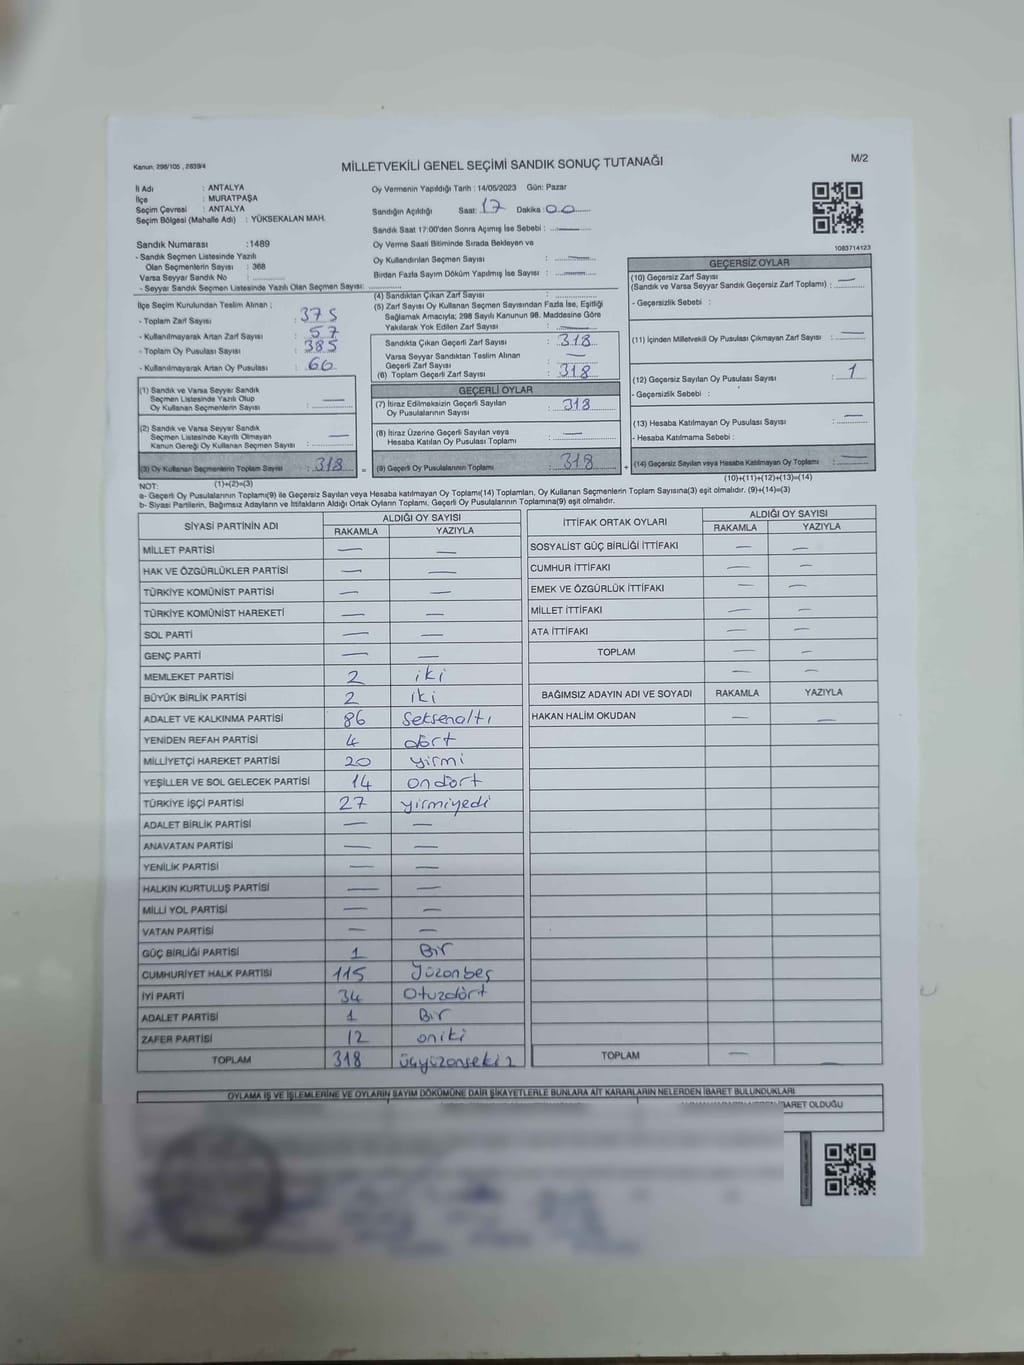 Kanun: 298/105 , 2839/4
MİLLETVEKİLİ GENEL SEÇİMİ SANDIK SONUÇ TUTANAĞI
M/2
İl Adı : ANTALYA
İlçe : MURATPAŞA
Seçim Çevresi : ANTALYA
Seçim Bölgesi (Mahalle Adı) : YÜKSEKALAN MAH.
Sandık Numarası :1489
- Sandık Seçmen Listesinde Yazılı
Olan Seçmenlerin Sayısı : 368
Varsa Seyyar Sandık No :
- Seyyar Sandık Seçmen Listesinde Yazılı Olan Seçmen Sayısı:
Oy Vermenin Yapıldığı Tarih : 14/05/2023 Gün: Pazar
Sandığın Açıldığı Saat: 17 Dakika: 00
Sandık Saat 17:00'den Sonra Açımış İse Sebebi : —
Oy Verme Saati Bitiminde Sırada Bekleyen ve
Oy Kullandırılan Seçmen Sayısı : —
Birden Fazla Sayım Döküm Yapılmış İse Sayısı : —
1083714123
İlçe Seçim Kurulundan Teslim Alınan ;
- Toplam Zarf Sayısı : 375
- Kullanılmayarak Artan Zarf Sayısı : 57
- Toplam Oy Pusulası Sayısı : 385
- Kullanılmayarak Artan Oy Pusulası : 66
(1) Sandık ve Varsa Seyyar Sandık
Seçmen Listesinde Yazılı Olup
Oy Kullanan Seçmenlerin Sayısı : —
(2) Sandık ve Varsa Seyyar Sandık
Seçmen Listesinde Kayıtlı Olmayan
Kanun Gereği Oy Kullanan Seçmen Sayısı : —
(3) Oy Kullanan Seçmenlerin Toplam Sayısı : 318 =
(4) Sandıktan Çıkan Zarf Sayısı :
(5) Zarf Sayısı Oy Kullanan Seçmen Sayısından Fazla İse, Eşitliği
Sağlamak Amacıyla; 298 Sayılı Kanunun 98. Maddesine Göre
Yakılarak Yok Edilen Zarf Sayısı : —
Sandıkta Çıkan Geçerli Zarf Sayısı : 318
Varsa Seyyar Sandıktan Teslim Alınan
Geçerli Zarf Sayısı : —
(6) Toplam Geçerli Zarf Sayısı : 318
GEÇERLİ OYLAR
(7) İtiraz Edilmeksizin Geçerli Sayılan
Oy Pusulalarının Sayısı : 318
(8) İtiraz Üzerine Geçerli Sayılan veya
Hesaba Katılan Oy Pusulası Toplamı : —
(9) Geçerli Oy Pusulalarının Toplamı : 318 +
GEÇERSİZ OYLAR
(10) Geçersiz Zarf Sayısı
(Sandık ve Varsa Seyyar Sandık Geçersiz Zarf Toplamı) : —
- Geçersizlik Sebebi :
(11) İçinden Milletvekili Oy Pusulası Çıkmayan Zarf Sayısı : —
(12) Geçersiz Sayılan Oy Pusulası Sayısı : 1
- Geçersizlik Sebebi :
(13) Hesaba Katılmayan Oy Pusulası Sayısı : —
- Hesaba Katılmama Sebebi :
(14) Geçersiz Sayılan veya Hesaba Katılmayan Oy Toplamı : —
NOT: (1)+(2)=(3)
(10)+(11)+(12)+(13)=(14)
a- Geçerli Oy Pusulalarının Toplamı(9) ile Geçersiz Sayılan veya Hesaba katılmayan Oy Toplamı(14) Toplamları, Oy Kullanan Seçmenlerin Toplam Sayısına(3) eşit olmalıdır. (9)+(14)=(3)
b- Siyasi Partilerin, Bağımsız Adayların ve İttifakların Aldığı Ortak Oyların Toplamı, Geçerli Oy Pusulalarının Toplamına(9) eşit olmalıdır.
SİYASİ PARTİNİN ADI
ALDIĞI OY SAYISI
RAKAMLA YAZIYLA
MİLLET PARTİSİ — —
HAK VE ÖZGÜRLÜKLER PARTİSİ — —
TÜRKİYE KOMÜNİST PARTİSİ — —
TÜRKİYE KOMÜNİST HAREKETİ — —
SOL PARTİ — —
GENÇ PARTİ — —
MEMLEKET PARTİSİ 2 iki
BÜYÜK BİRLİK PARTİSİ 2 iki
ADALET VE KALKINMA PARTİSİ 86 Seksenaltı
YENİDEN REFAH PARTİSİ 4 dört
MİLLİYETÇİ HAREKET PARTİSİ 20 yirmi
YEŞİLLER VE SOL GELECEK PARTİSİ 14 ondört
TÜRKİYE İŞÇİ PARTİSİ 27 yirmiyedi
ADALET BİRLİK PARTİSİ — —
ANAVATAN PARTİSİ — —
YENİLİK PARTİSİ — —
HALKIN KURTULUŞ PARTİSİ — —
MİLLİ YOL PARTİSİ — —
VATAN PARTİSİ — —
GÜÇ BİRLİĞİ PARTİSİ 1 Bir
CUMHURİYET HALK PARTİSİ 115 Yüzonbeş
İYİ PARTİ 34 Otuzdört
ADALET PARTİSİ 1 Bir
ZAFER PARTİSİ 12 oniki
TOPLAM 318 üçyüzonsekiz
İTTİFAK ORTAK OYLARI
ALDIĞI OY SAYISI
RAKAMLA YAZIYLA
SOSYALİST GÜÇ BİRLİĞİ İTTİFAKI — —
CUMHUR İTTİFAKI — —
EMEK VE ÖZGÜRLÜK İTTİFAKI — —
MİLLET İTTİFAKI — —
ATA İTTİFAKI — —
TOPLAM — —
— —
BAĞIMSIZ ADAYIN ADI VE SOYADI RAKAMLA YAZIYLA
HAKAN HALİM OKUDAN — —
TOPLAM — —
OYLAMA İŞ VE İŞLEMLERİNE VE OYLARIN SAYIM DÖKÜMÜNE DAİR ŞİKAYETLERLE BUNLARA AİT KARARLARIN NELERDEN İBARET BULUNDUKLARI
İBARET OLDUĞU